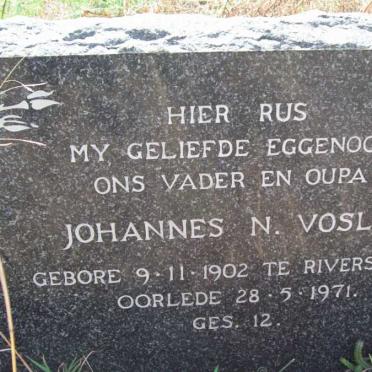 HIER RUS
MY GELIEFDE EGGENOO
ONS VADER EN OUPA
JOHANNES N. VOSL
GEBORE 9·11·1902 TE RIVERS
OORLEDE 28·5·1971.
GES. 12.